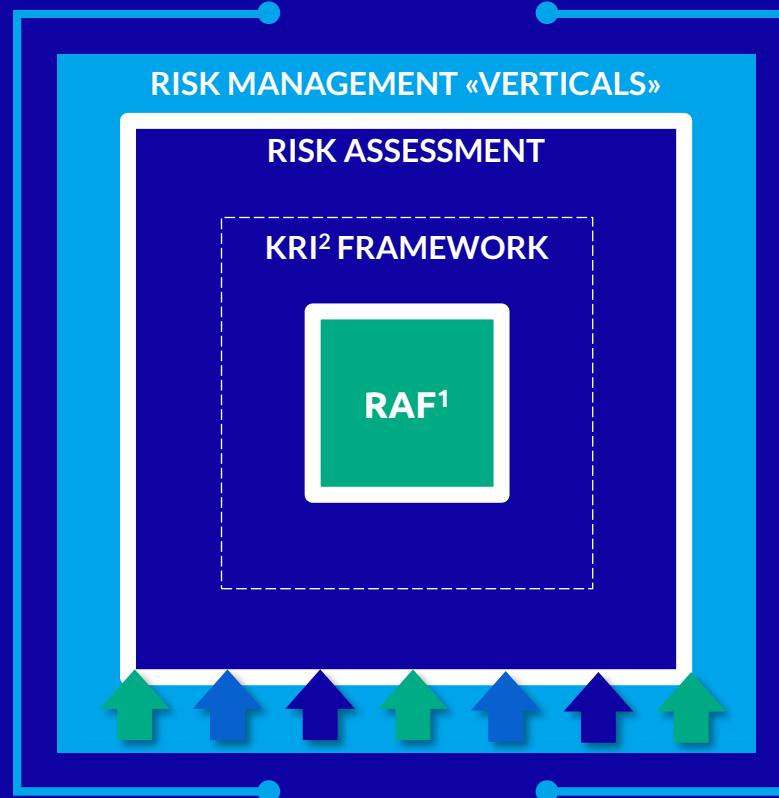 RISK MANAGEMENT «VERTICALS»
RISK ASSESSMENT
KRI² FRAMEWORK
RAF¹